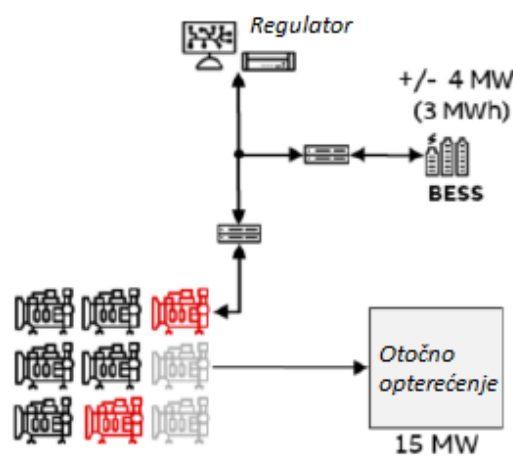 Regulator
+/- 4 MW
(3 MWh)
BESS
Otočno
opterećenje
15 MW